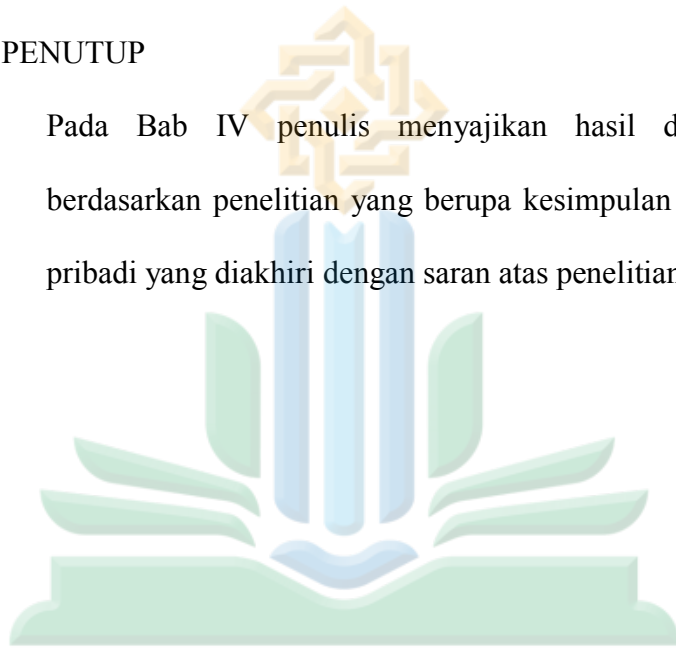 PENUTUP
Pada Bab IV penulis menyajikan hasil
berdasarkan penelitian yang berupa kesimpulan
pribadi yang diakhiri dengan saran atas penelitian